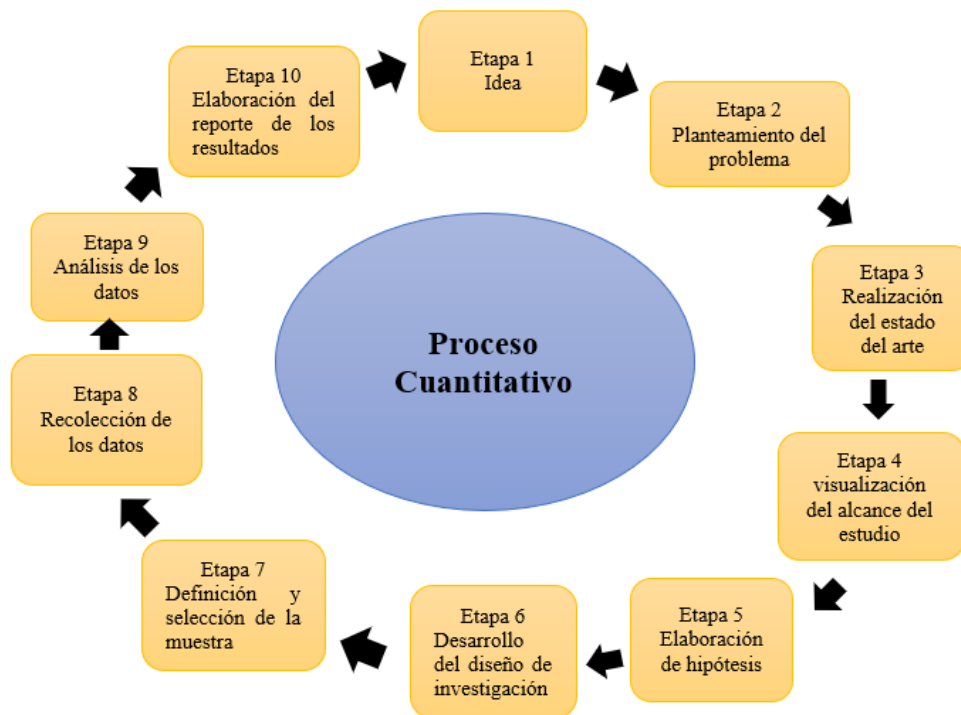 Etapa 1
Idea
Etapa 2
Planteamiento del
problema
Etapa 3
Realización
del estado
del arte
Etapa 4
visualización
del alcance del
estudio
Etapa 5
Elaboración
de hipótesis
Etapa 6
Desarrollo
del diseño de
investigación
Etapa 7
Definición y
selección de la
muestra
Etapa 8
Recolección de
los datos
Etapa 9
Análisis de los
datos
Etapa 10
Elaboración del
reporte de los
resultados
Proceso
Cuantitativo